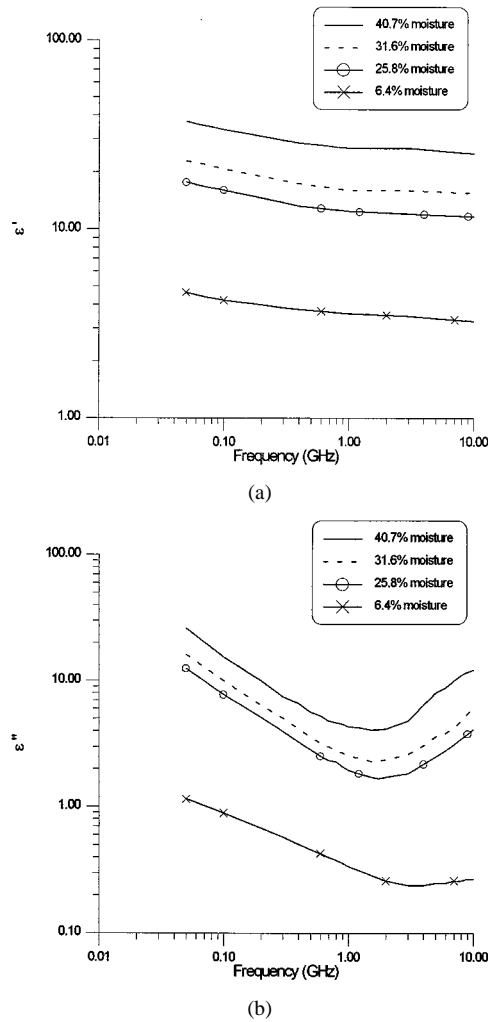 40.7% moisture
31.6% moisture
25.8% moisture
6.4% moisture
100.00
10.00
1.00
ε'
0.01
0.10
1.00
10.00
Frequency (GHz)
(a)
40.7% moisture
31.6% moisture
25.8% moisture
6.4% moisture
100.00
10.00
1.00
0.10
ε"
0.01
0.10
1.00
10.00
Frequency (GHz)
(b)